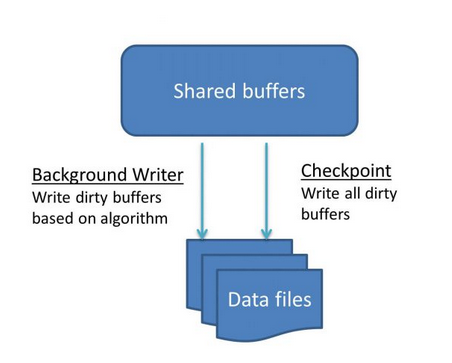 Shared buffers
Background Writer
Write dirty buffers
based on algorithm
Checkpoint
Write all dirty
buffers
Data files